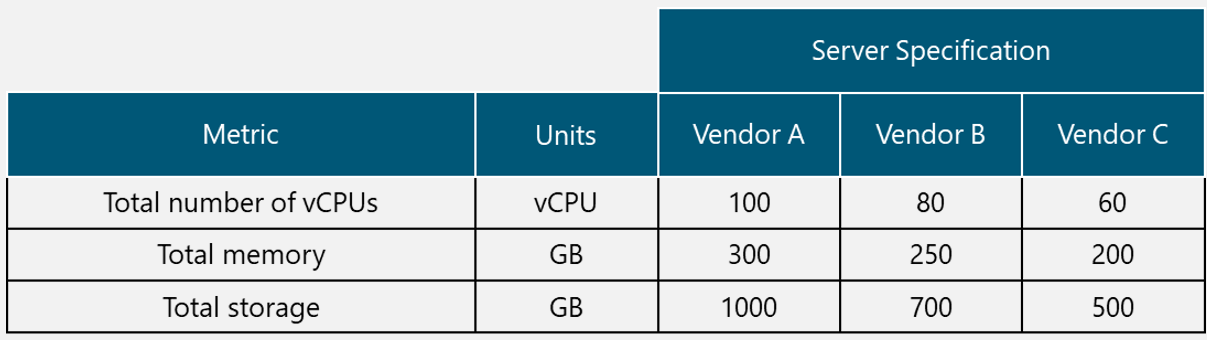 Server Specification
Metric Units Vendor A Vendor B Vendor C
Total number of vCPUs vCPU 100 80 60
Total memory GB 300 250 200
Total storage GB 1000 700 500